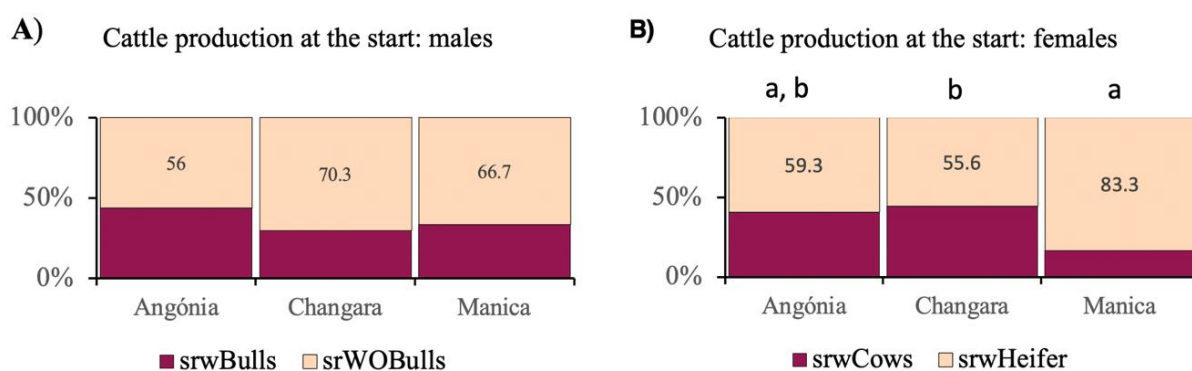 A) Cattle production at the start: males
100%
50%
0%
56
70.3
66.7
Angónia Changara Manica
srwBulls srWOBulls
B) Cattle production at the start: females
a, b b a
100%
50%
0%
59.3
55.6
83.3
Angónia Changara Manica
srwCows srwHeifer